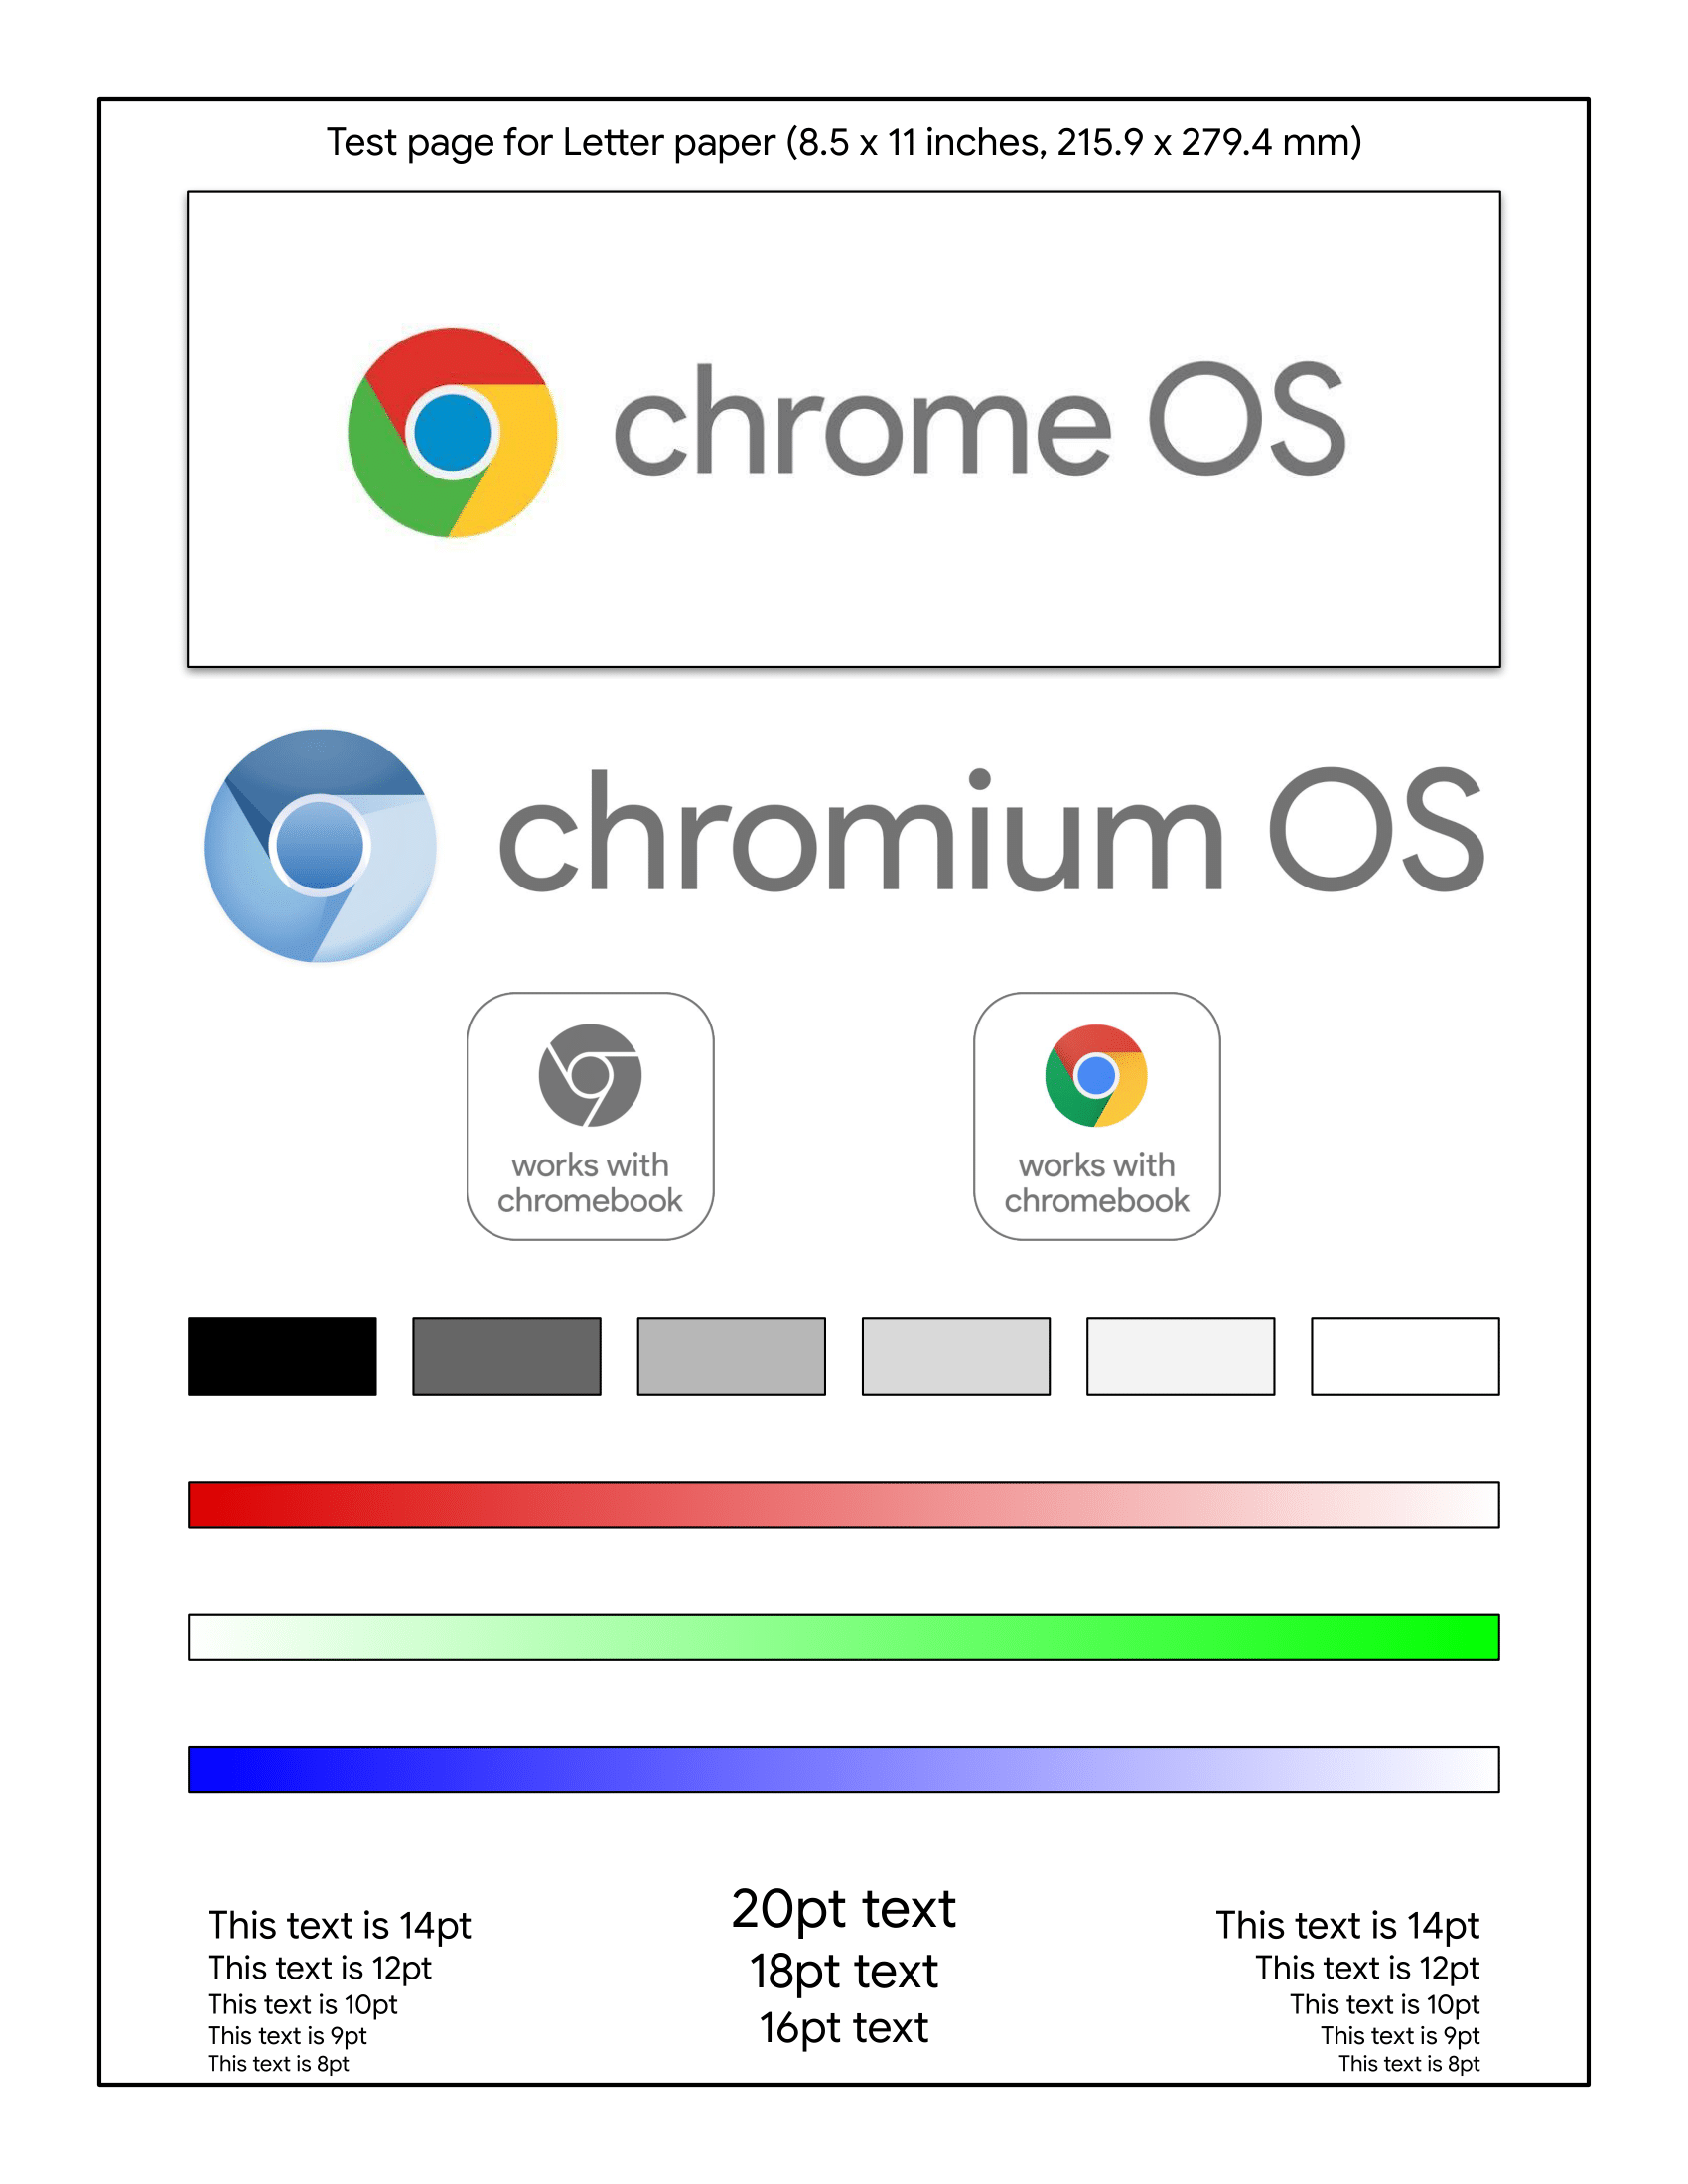 Test page for Letter paper (8.5 x 11 inches, 215.9 x 279.4 mm)
chrome OS
chromium OS
works with
chromebook
works with
chromebook
This text is 14pt
This text is 12pt
This text is 10pt
This text is 9pt
This text is 8pt
20pt text
18pt text
16pt text
This text is 14pt
This text is 12pt
This text is 10pt
This text is 9pt
This text is 8pt